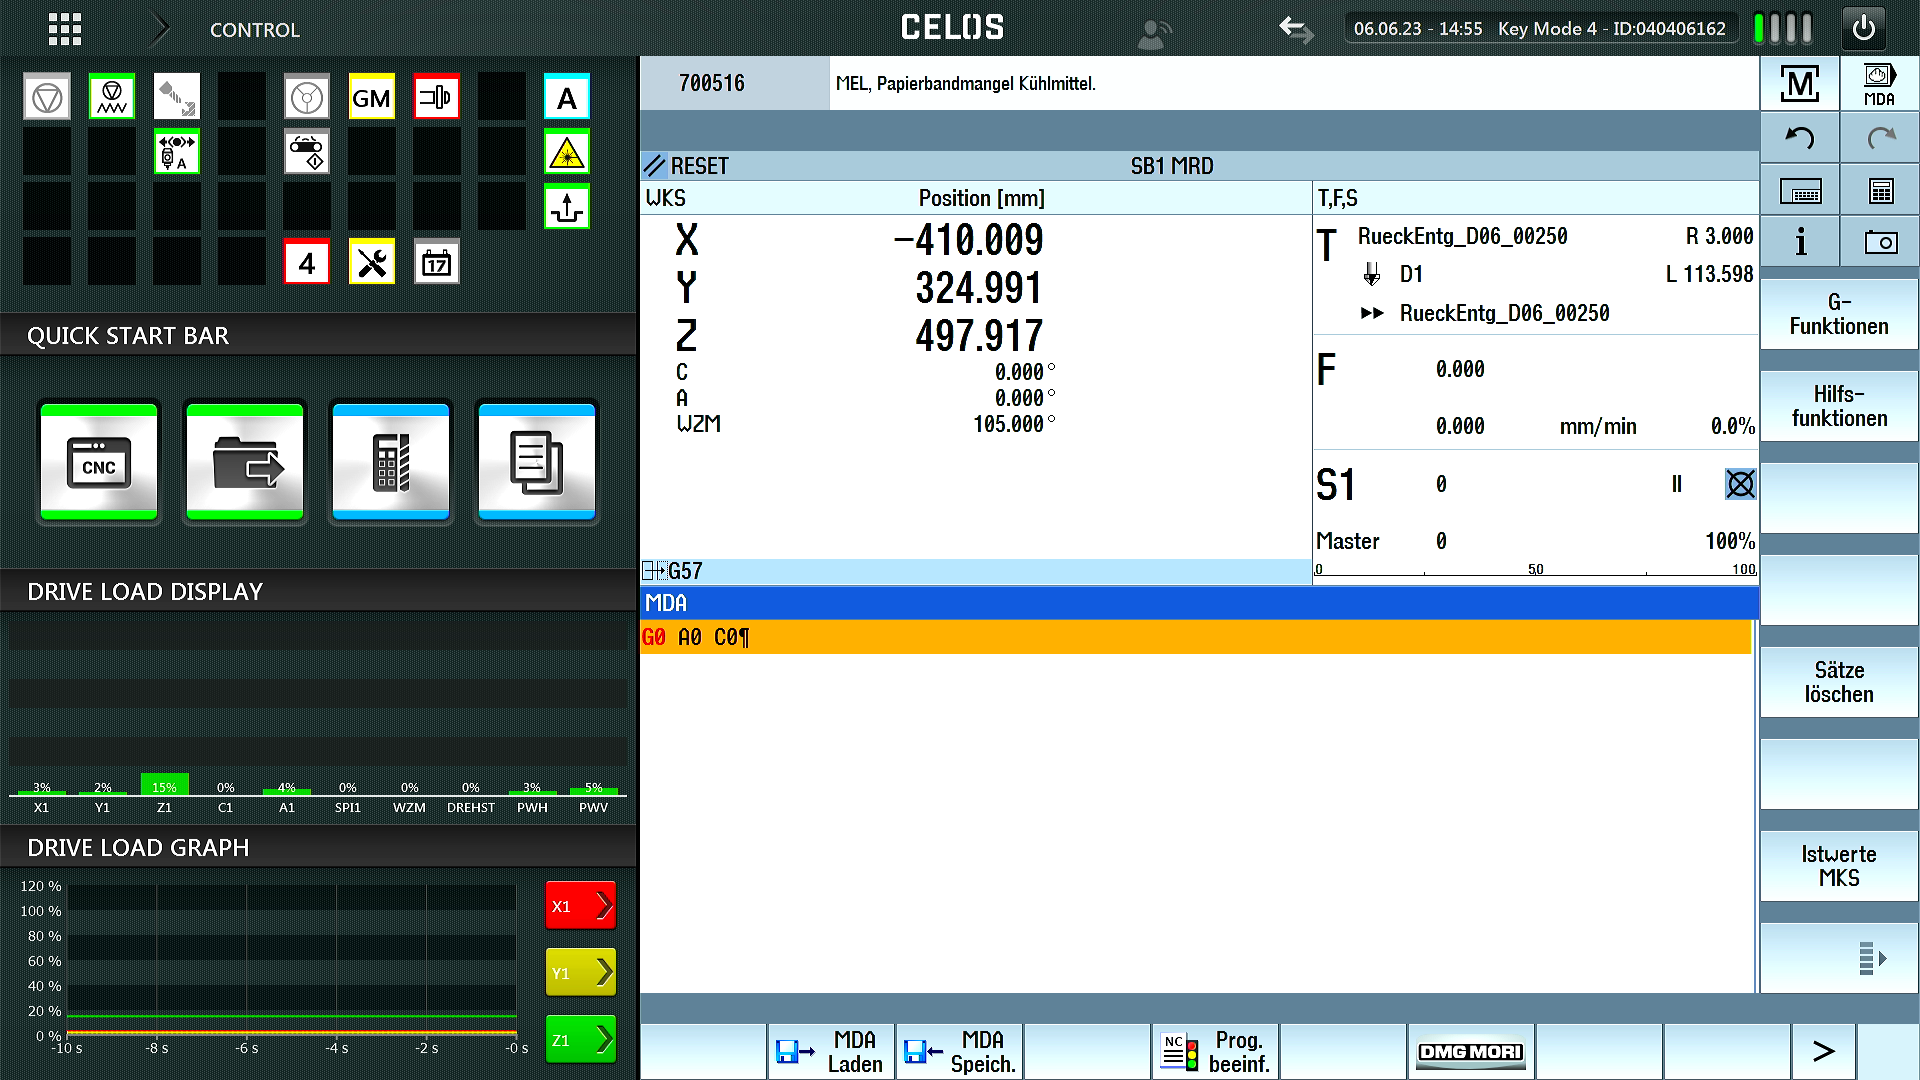 CONTROL
CELOS
06.06.23 - 14:55 Key Mode 4 - ID:040406162
GM
A
A
4
17
QUICK START BAR
CNC
DRIVE LOAD DISPLAY
3% 2% 15% 0% 4% 0% 0% 0% 3% 5%
X1 Y1 Z1 C1 A1 SPI1 WZM DREHST PWH PWV
DRIVE LOAD GRAPH
120 %
100 %
80 %
60 %
40 %
20 %
0 %
-10 s -8 s -6 s -4 s -2 s -0 s
X1
Y1
Z1
700516 MEL, Papierbandmangel Kühlmittel.
RESET SB1 MRD
WKS Position [mm]
X -410.009
Y 324.991
Z 497.917
C 0.000°
A 0.000°
WZM 105.000°
G57
T,F,S
T RueckEntg_D06_00250 R 3.000
D1 L 113.598
RueckEntg_D06_00250
F 0.000
0.000 mm/min 0.0%
S1 0
Master 0 100%
0 50 100
MDA
G0 A0 C0¶
M
MDA
i
G-
Funktionen
Hilfs-
funktionen
Sätze
löschen
Istwerte
MKS
MDA
Laden
MDA
Speich.
NC
Prog.
beeinf.
DMG MORI
>